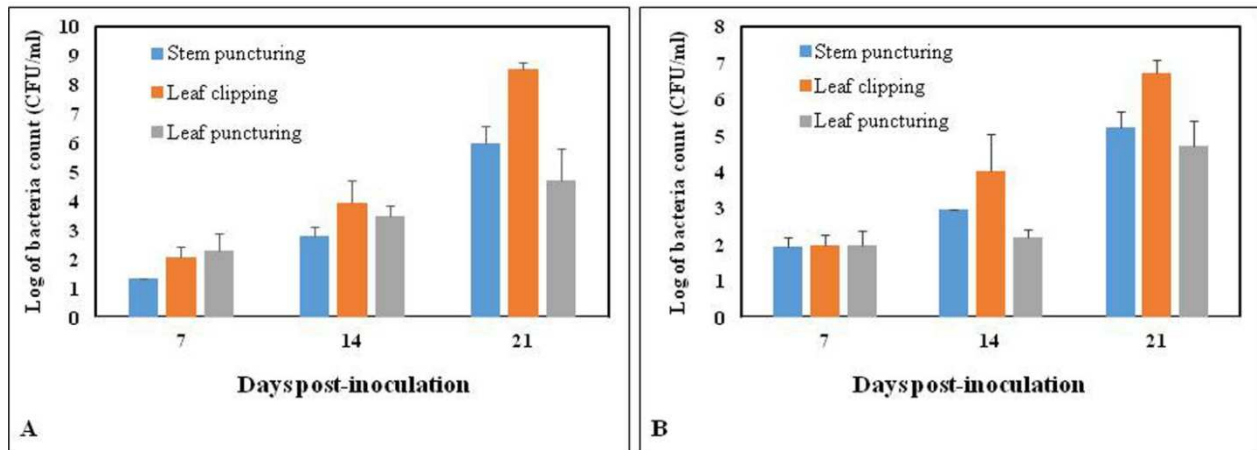 Log of bacteria count (CFU/ml)
10
9
8
7
6
5
4
3
2
1
0
Stem puncturing
Leaf clipping
Leaf puncturing
7 14 21
Days post-inoculation
A
Log of bacteria count (CFU/ml)
8
7
6
5
4
3
2
1
0
Stem puncturing
Leaf clipping
Leaf puncturing
7 14 21
Days post-inoculation
B